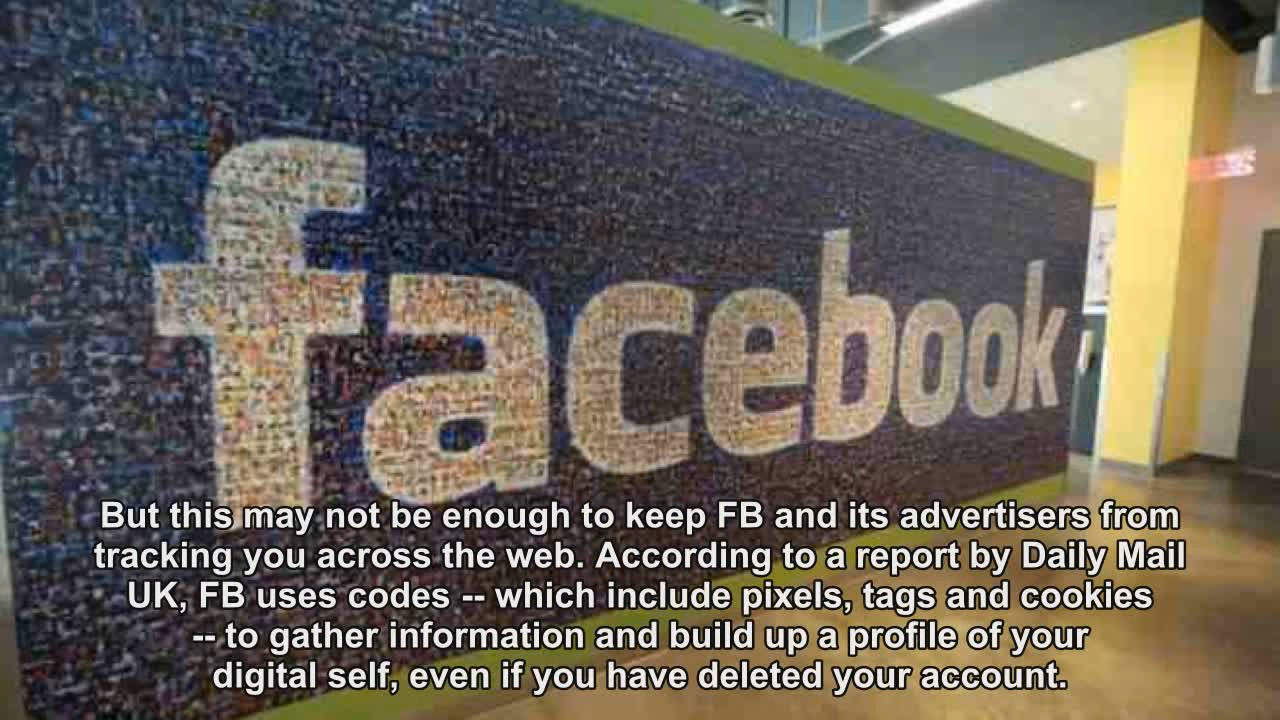 facebook
But this may not be enough to keep FB and its advertisers from
tracking you across the web. According to a report by Daily Mail
UK, FB uses codes -- which include pixels, tags and cookies
-- to gather information and build up a profile of your
digital self, even if you have deleted your account.